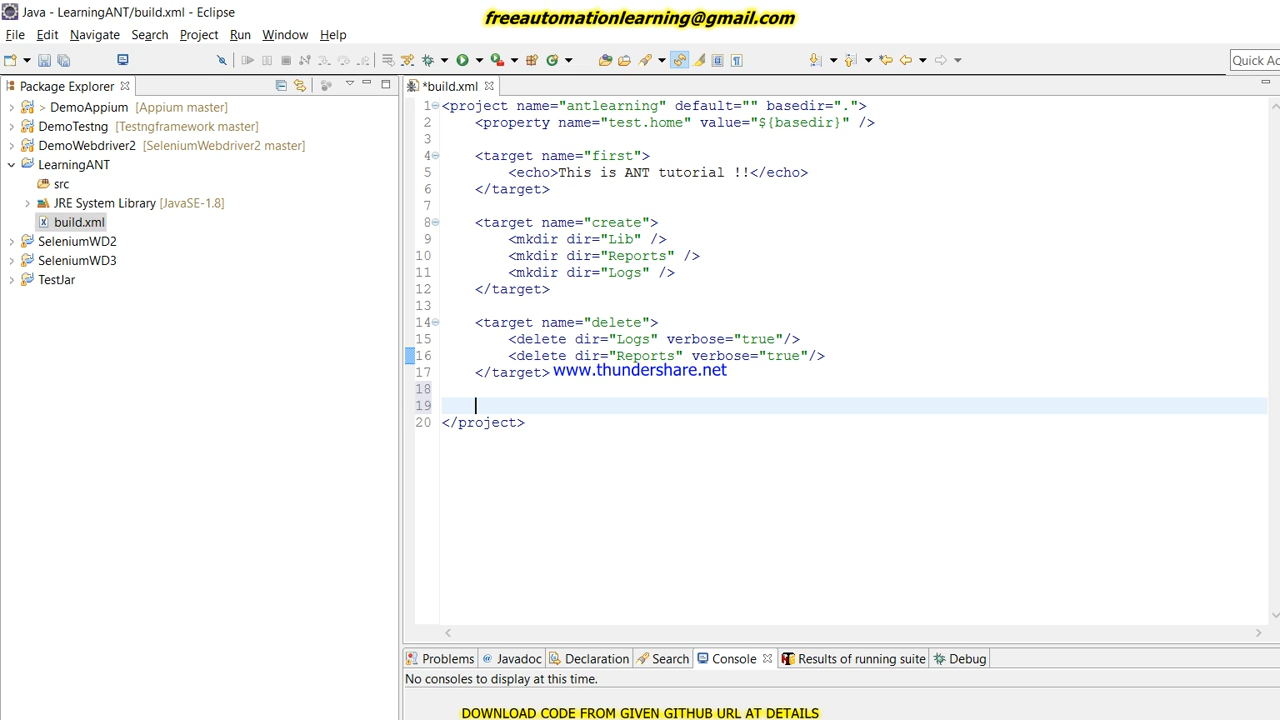 Java - LearningANT/build.xml - Eclipse
freeautomationlearning@gmail.com
File Edit Navigate Search Project Run Window Help
Quick Ac
Package Explorer
*build.xml
> DemoAppium [Appium master]
DemoTestng [Testngframework master]
DemoWebdriver2 [SeleniumWebdriver2 master]
LearningANT
src
JRE System Library [JavaSE-1.8]
build.xml
SeleniumWD2
SeleniumWD3
TestJar
1 <project name="antlearning" default="" basedir=".">
2 <property name="test.home" value="${basedir}" />
3
4 <target name="first">
5 <echo>This is ANT tutorial !!</echo>
6 </target>
7
8 <target name="create">
9 <mkdir dir="Lib" />
10 <mkdir dir="Reports" />
11 <mkdir dir="Logs" />
12 </target>
13
14 <target name="delete">
15 <delete dir="Logs" verbose="true"/>
16 <delete dir="Reports" verbose="true"/>
17 </target> www.thundershare.net
18
19
20 </project>
Problems @ Javadoc Declaration Search Console Results of running suite Debug
No consoles to display at this time.
DOWNLOAD CODE FROM GIVEN GITHUB URL AT DETAILS